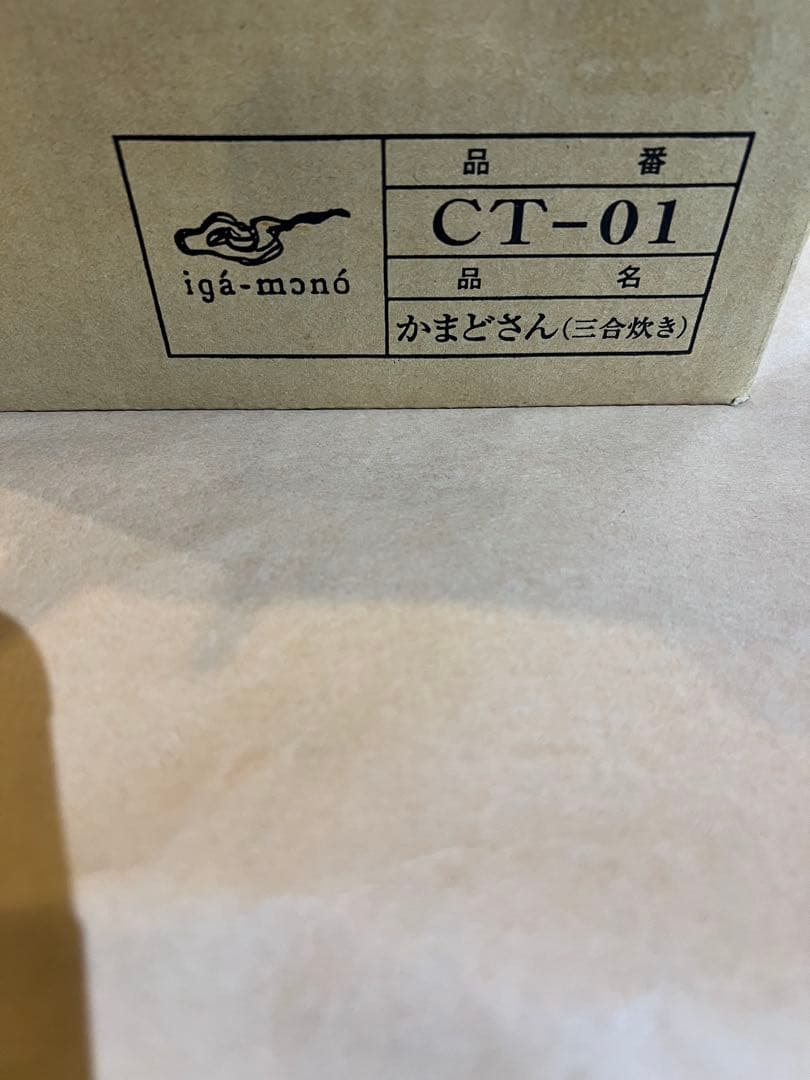 igá-mɔnó
品番
CT-01
品名
かまどさん(三合炊き)